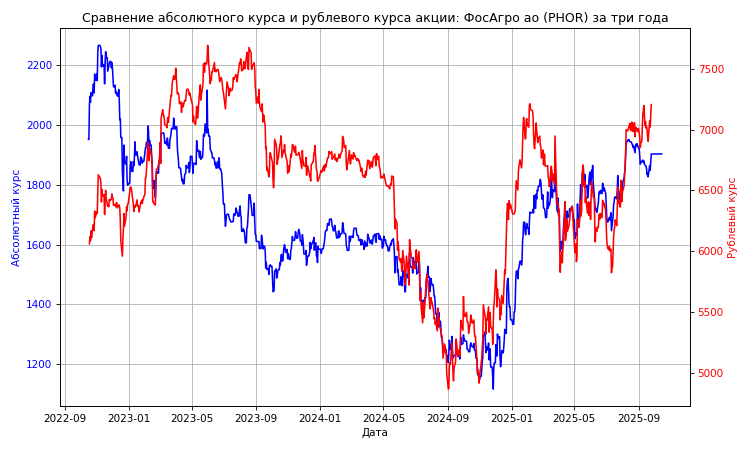 Сравнение абсолютного курса и рублевого курса акции: ФосАгро ао (PHOR) за три года
2200
2000
1800
1600
1400
1200
Абсолютный курс
7500
7000
6500
6000
5500
5000
Рублевый курс
2022-09 2023-01 2023-05 2023-09 2024-01 2024-05 2024-09 2025-01 2025-05 2025-09
Дата